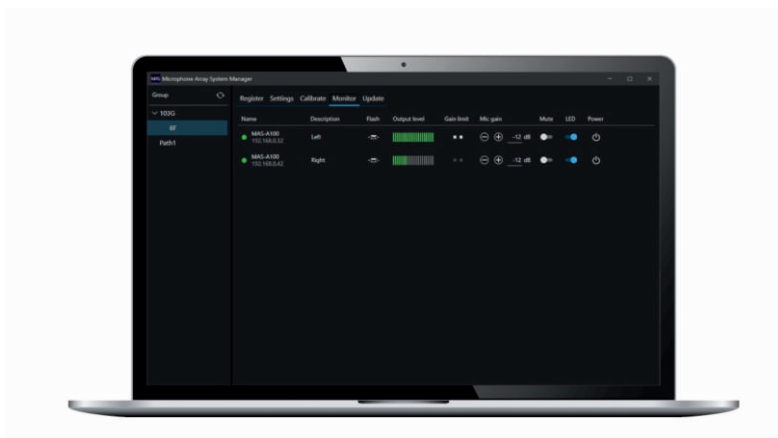 MAS Microphone Array System Manager
Group
Register Settings Calibrate Monitor Update
103G
6F
Path1
Name Description Flash Output level Gain limit Mic gain Mute LED Power
MAS-A100 Left -12 dB
192.168.0.32
MAS-A100 Right -12 dB
192.168.0.42